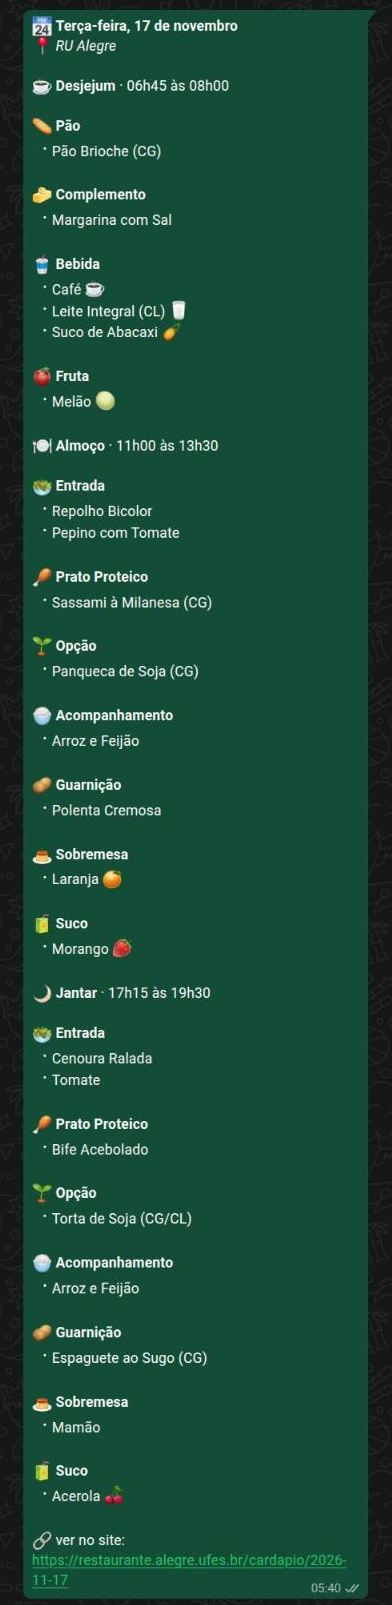 Terça-feira, 17 de novembro
RU Alegre
Desjejum · 06h45 às 08h00
Pão
· Pão Brioche (CG)
Complemento
· Margarina com Sal
Bebida
· Café
· Leite Integral (CL)
· Suco de Abacaxi
Fruta
· Melão
Almoço · 11h00 às 13h30
Entrada
· Repolho Bicolor
· Pepino com Tomate
Prato Proteico
· Sassami à Milanesa (CG)
Opção
· Panqueca de Soja (CG)
Acompanhamento
· Arroz e Feijão
Guarnição
· Polenta Cremosa
Sobremesa
· Laranja
Suco
· Morango
Jantar · 17h15 às 19h30
Entrada
· Cenoura Ralada
· Tomate
Prato Proteico
· Bife Acebolado
Opção
· Torta de Soja (CG/CL)
Acompanhamento
· Arroz e Feijão
Guarnição
· Espaguete ao Sugo (CG)
Sobremesa
· Mamão
Suco
· Acerola
ver no site:
https://restaurante.alegre.ufes.br/cardapio/2026-
11-17
05:40